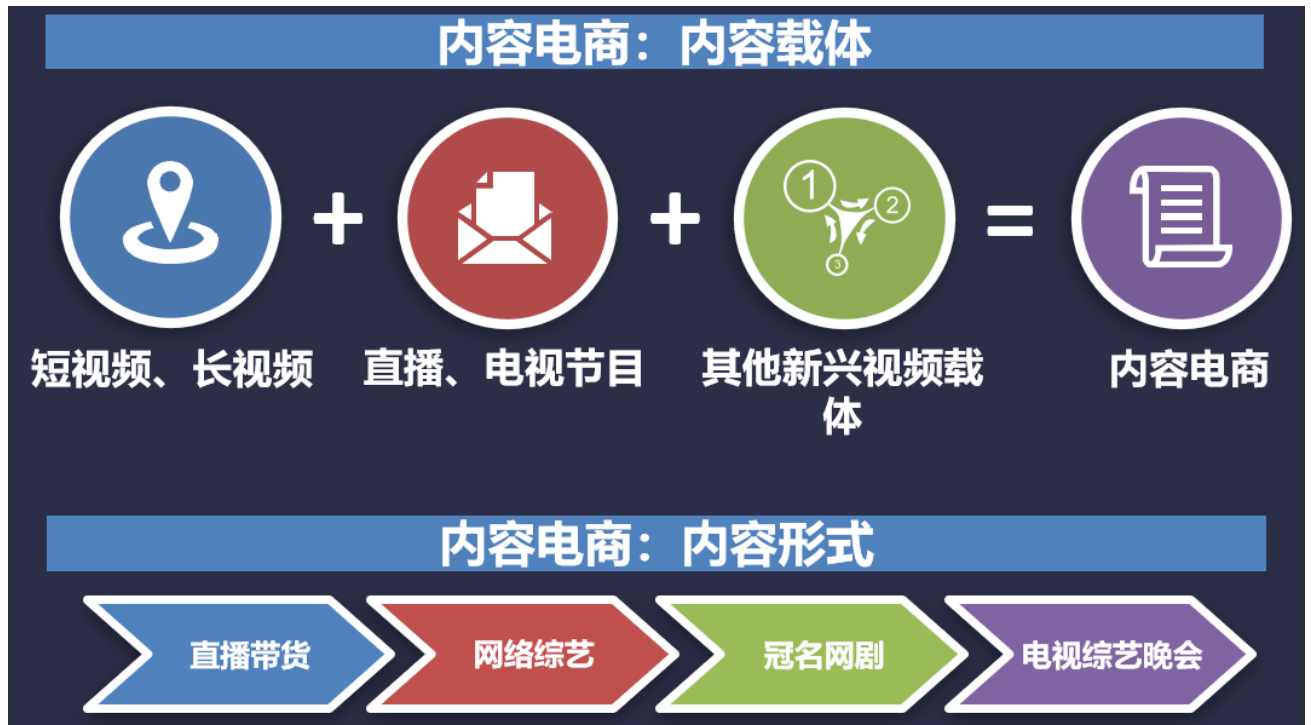 内容电商：内容载体
1
2
3
+
+
=
短视频、长视频
直播、电视节目
其他新兴视频载
体
内容电商
内容电商：内容形式
直播带货
网络综艺
冠名网剧
电视综艺晚会